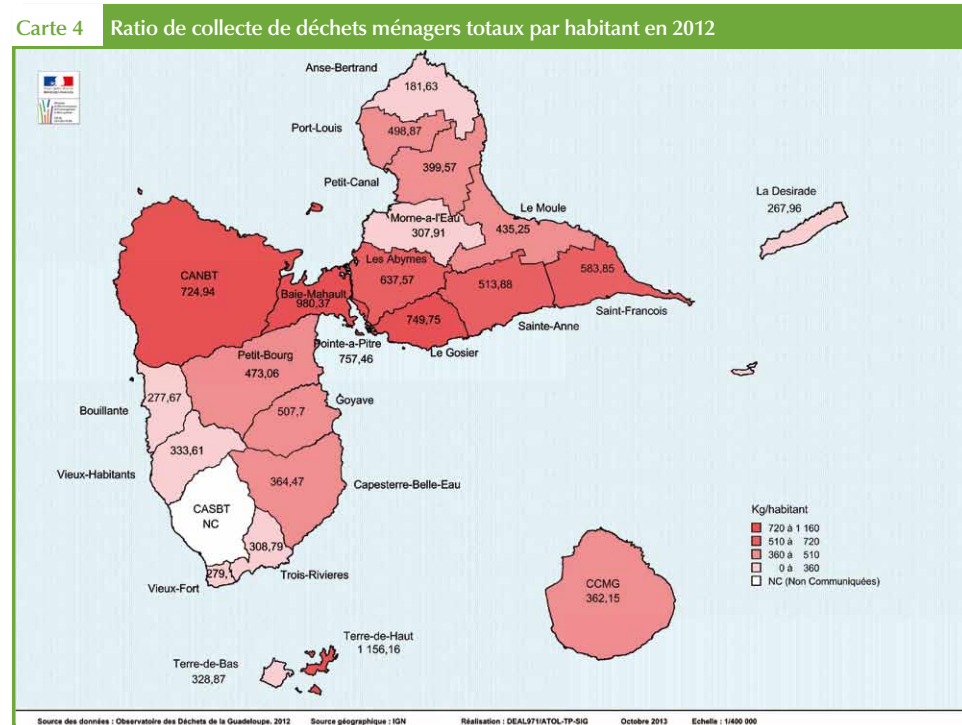 Carte 4 Ratio de collecte de déchets ménagers totaux par habitant en 2012
Anse-Bertrand
181,63
Port-Louis
498,87
399,57
Petit-Canal
La Desirade
267,96
Le Moule
435,25
Morne-a-l'Eau
307,91
Les Abymes
637,57
CANBT
724,94
Baie-Mahault
980,37
513,88
583,85
Saint-Francois
749,75
Sainte-Anne
Pointe-a-Pitre
757,46
Le Gosier
Petit-Bourg
473,06
277,67
Bouillante
507,7
Goyave
333,61
Vieux-Habitants
364,47
Capesterre-Belle-Eau
CASBT
NC
308,79
Trois-Rivieres
279,1
Vieux-Fort
Kg/habitant
720 à 1 160
510 à 720
360 à 510
0 à 360
NC (Non Communiquées)
CCMG
362,15
Terre-de-Haut
1 156,16
Terre-de-Bas
328,87
Source des données : Observatoire des Déchets de la Guadeloupe. 2012 Source géographique : IGN Réalisation : DEAL971/ATOL-TP-SIG Octobre 2013 Echelle : 1/400 000